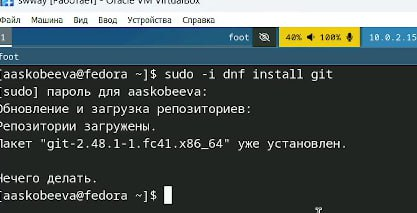 swway [Работает] - Oracle VM VirtualBox
Файл Машина Вид Ввод Устройства Справка
1 foot 40% 100% 10.0.2.15
foot
[aaskobeeva@fedora ~]$ sudo -i dnf install git
[sudo] пароль для aaskobeeva:
Обновление и загрузка репозиториев:
Репозитории загружены.
Пакет "git-2.48.1-1.fc41.x86_64" уже установлен.
Нечего делать.
[aaskobeeva@fedora ~]$